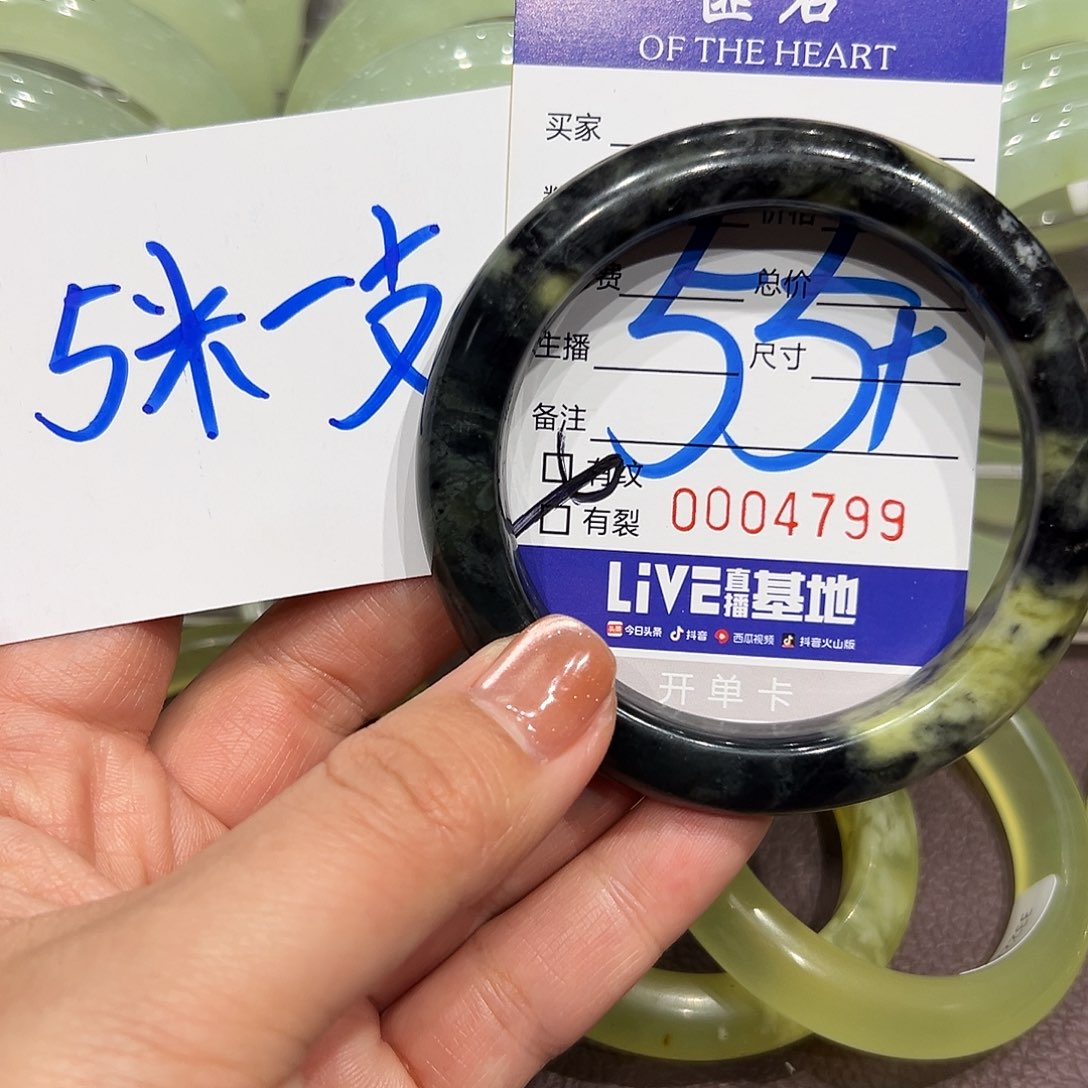 匠名
OF THE HEART
5米一支
买家
价格
费 总价
55+
主播 尺寸
备注
有纹
有裂 0004799
LiVE直播基地
今日头条 抖音 西瓜视频 抖音火山版
开单卡